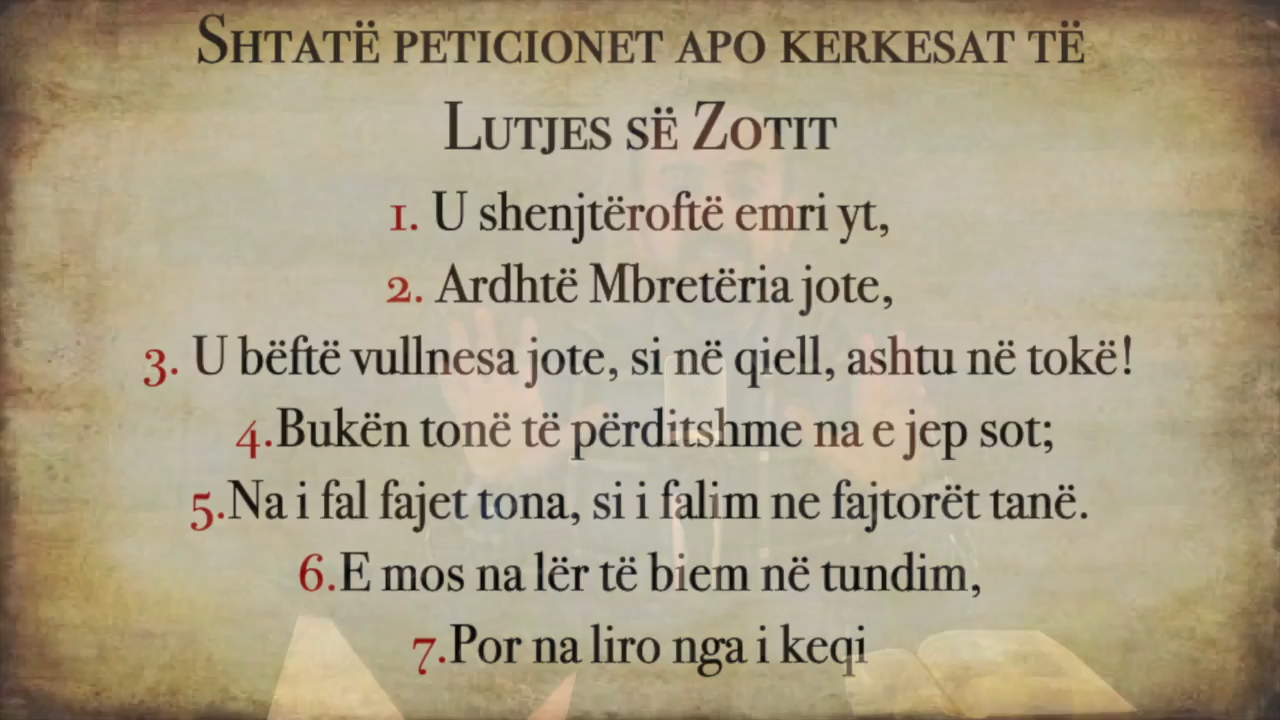 SHTATË PETICIONET APO KERKESAT TË
LUTJES SË ZOTIT
1. U shenjtëroftë emri yt,
2. Ardhtë Mbretëria jote,
3. U bëftë vullnesa jote, si në qiell, ashtu në tokë!
4.Bukën tonë të përditshme na e jep sot;
5.Na i fal fajet tona, si i falim ne fajtorët tanë.
6.E mos na lër të biem në tundim,
7.Por na liro nga i keqi